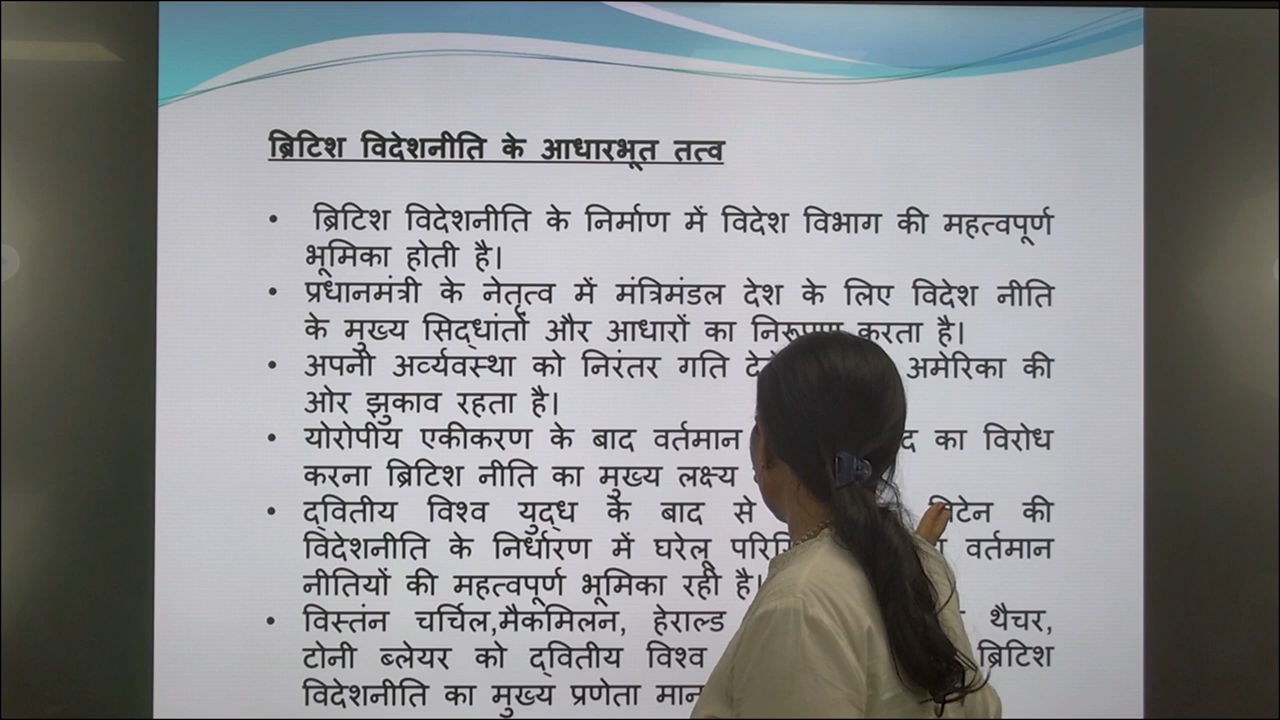 ब्रिटिश विदेशनीति के आधारभूत तत्व
• ब्रिटिश विदेशनीति के निर्माण में विदेश विभाग की महत्वपूर्ण
भूमिका होती है।
• प्रधानमंत्री के नेतृत्व में मंत्रिमंडल देश के लिए विदेश नीति
के मुख्य सिद्धांतों और आधारों का निरूपण करता है।
• अपनी अर्व्यवस्था को निरंतर गति अमेरिका की
ओर झुकाव रहता है।
• योरोपीय एकीकरण के बाद वर्तमान का विरोध
करना ब्रिटिश नीति का मुख्य लक्ष्य
• द्वितीय विश्व युद्ध के बाद से की
विदेशनीति के निर्धारण में घरेलू वर्तमान
नीतियों की महत्वपूर्ण भूमिका रही है।
• विस्तंन चर्चिल,मैकमिलन, हेराल्ड थैचर,
टोनी ब्लेयर को द्वितीय विश्व ब्रिटिश
विदेशनीति का मुख्य प्रणेता